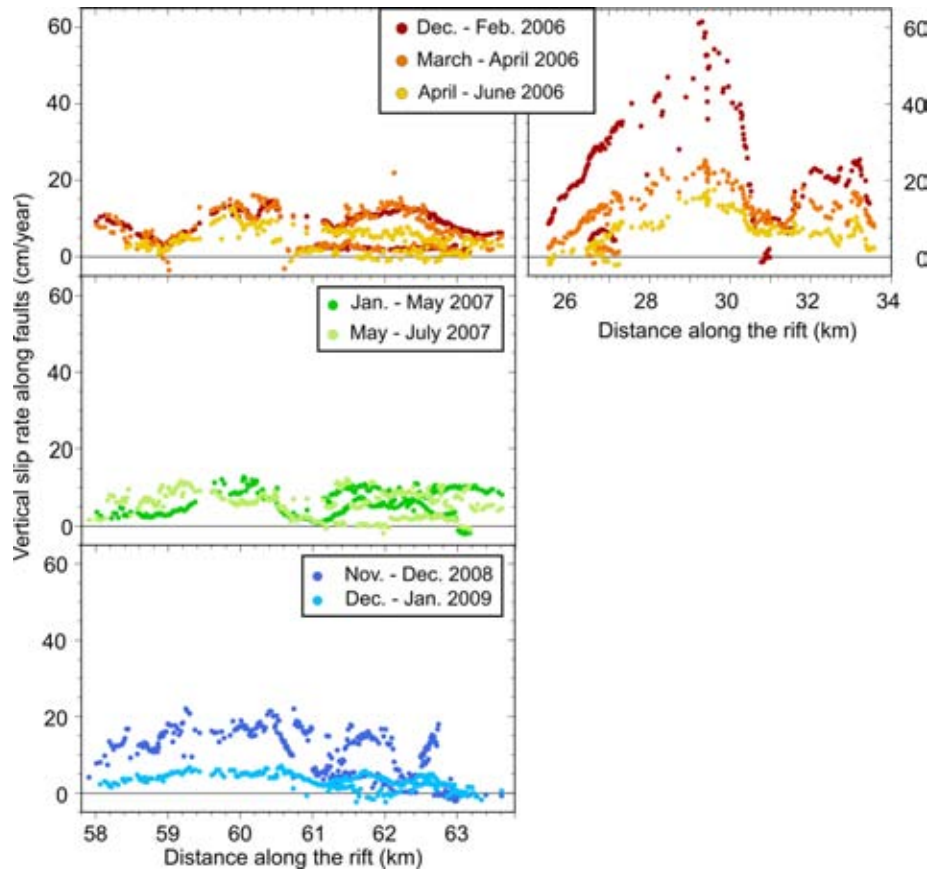 60
40
20
0
Dec. - Feb. 2006
March - April 2006
April - June 2006
60
40
20
0
26 28 30 32 34
Distance along the rift (km)
Vertical slip rate along faults (cm/year)
60
40
20
0
Jan. - May 2007
May - July 2007
60
40
20
0
Nov. - Dec. 2008
Dec. - Jan. 2009
58 59 60 61 62 63
Distance along the rift (km)